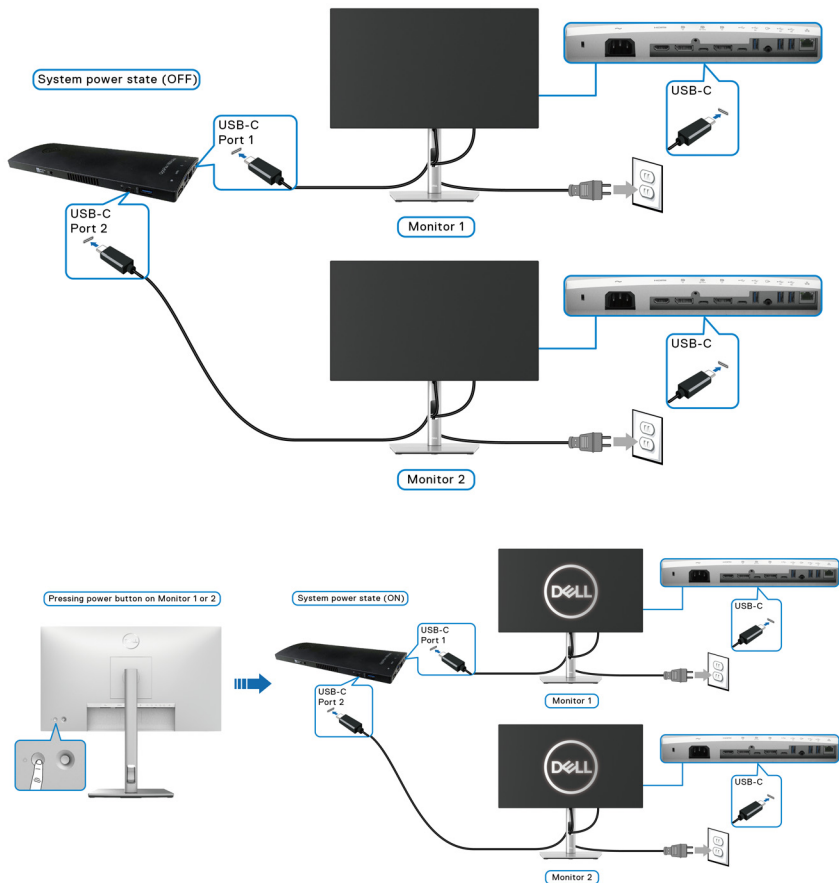 System power state (OFF)
USB-C
Port 1
USB-C
Monitor 1
USB-C
Port 2
USB-C
Monitor 2
Pressing power button on Monitor 1 or 2
System power state (ON)
DELL
USB-C
Port 1
USB-C
Monitor 1
USB-C
Port 2
DELL
USB-C
Monitor 2